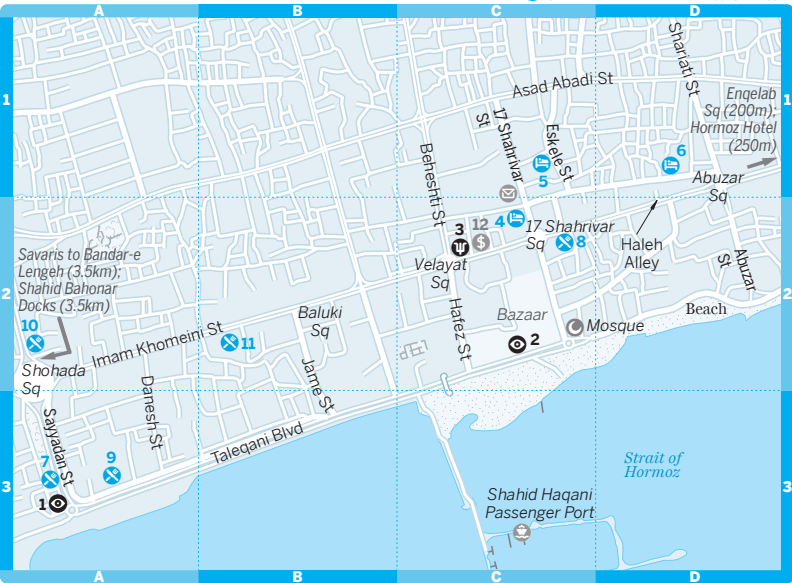 A
B
C
D
1
1
Asad Abadi St
Shariati St
Enqelab
Sq (200m);
Hormoz Hotel
(250m)
17 Shahrivar
St
Eskele St
Beheshti St
5
6
Abuzar
Sq
4
3
12
$
17 Shahrivar
Sq
8
Haleh
Alley
Velayat
Sq
Abuzar
St
Savaris to Bandar-e
Lengeh (3.5km);
Shahid Bahonar
Docks (3.5km)
2
2
10
Baluki
Sq
Hafez St
Bazaar
Beach
Mosque
2
Imam Khomeini St
11
Shohada
Sq
Jame St
Danesh St
Sayyadan St
Taleqani Blvd
7
9
1
3
3
Strait of
Hormoz
Shahid Haqani
Passenger Port
A
B
C
D